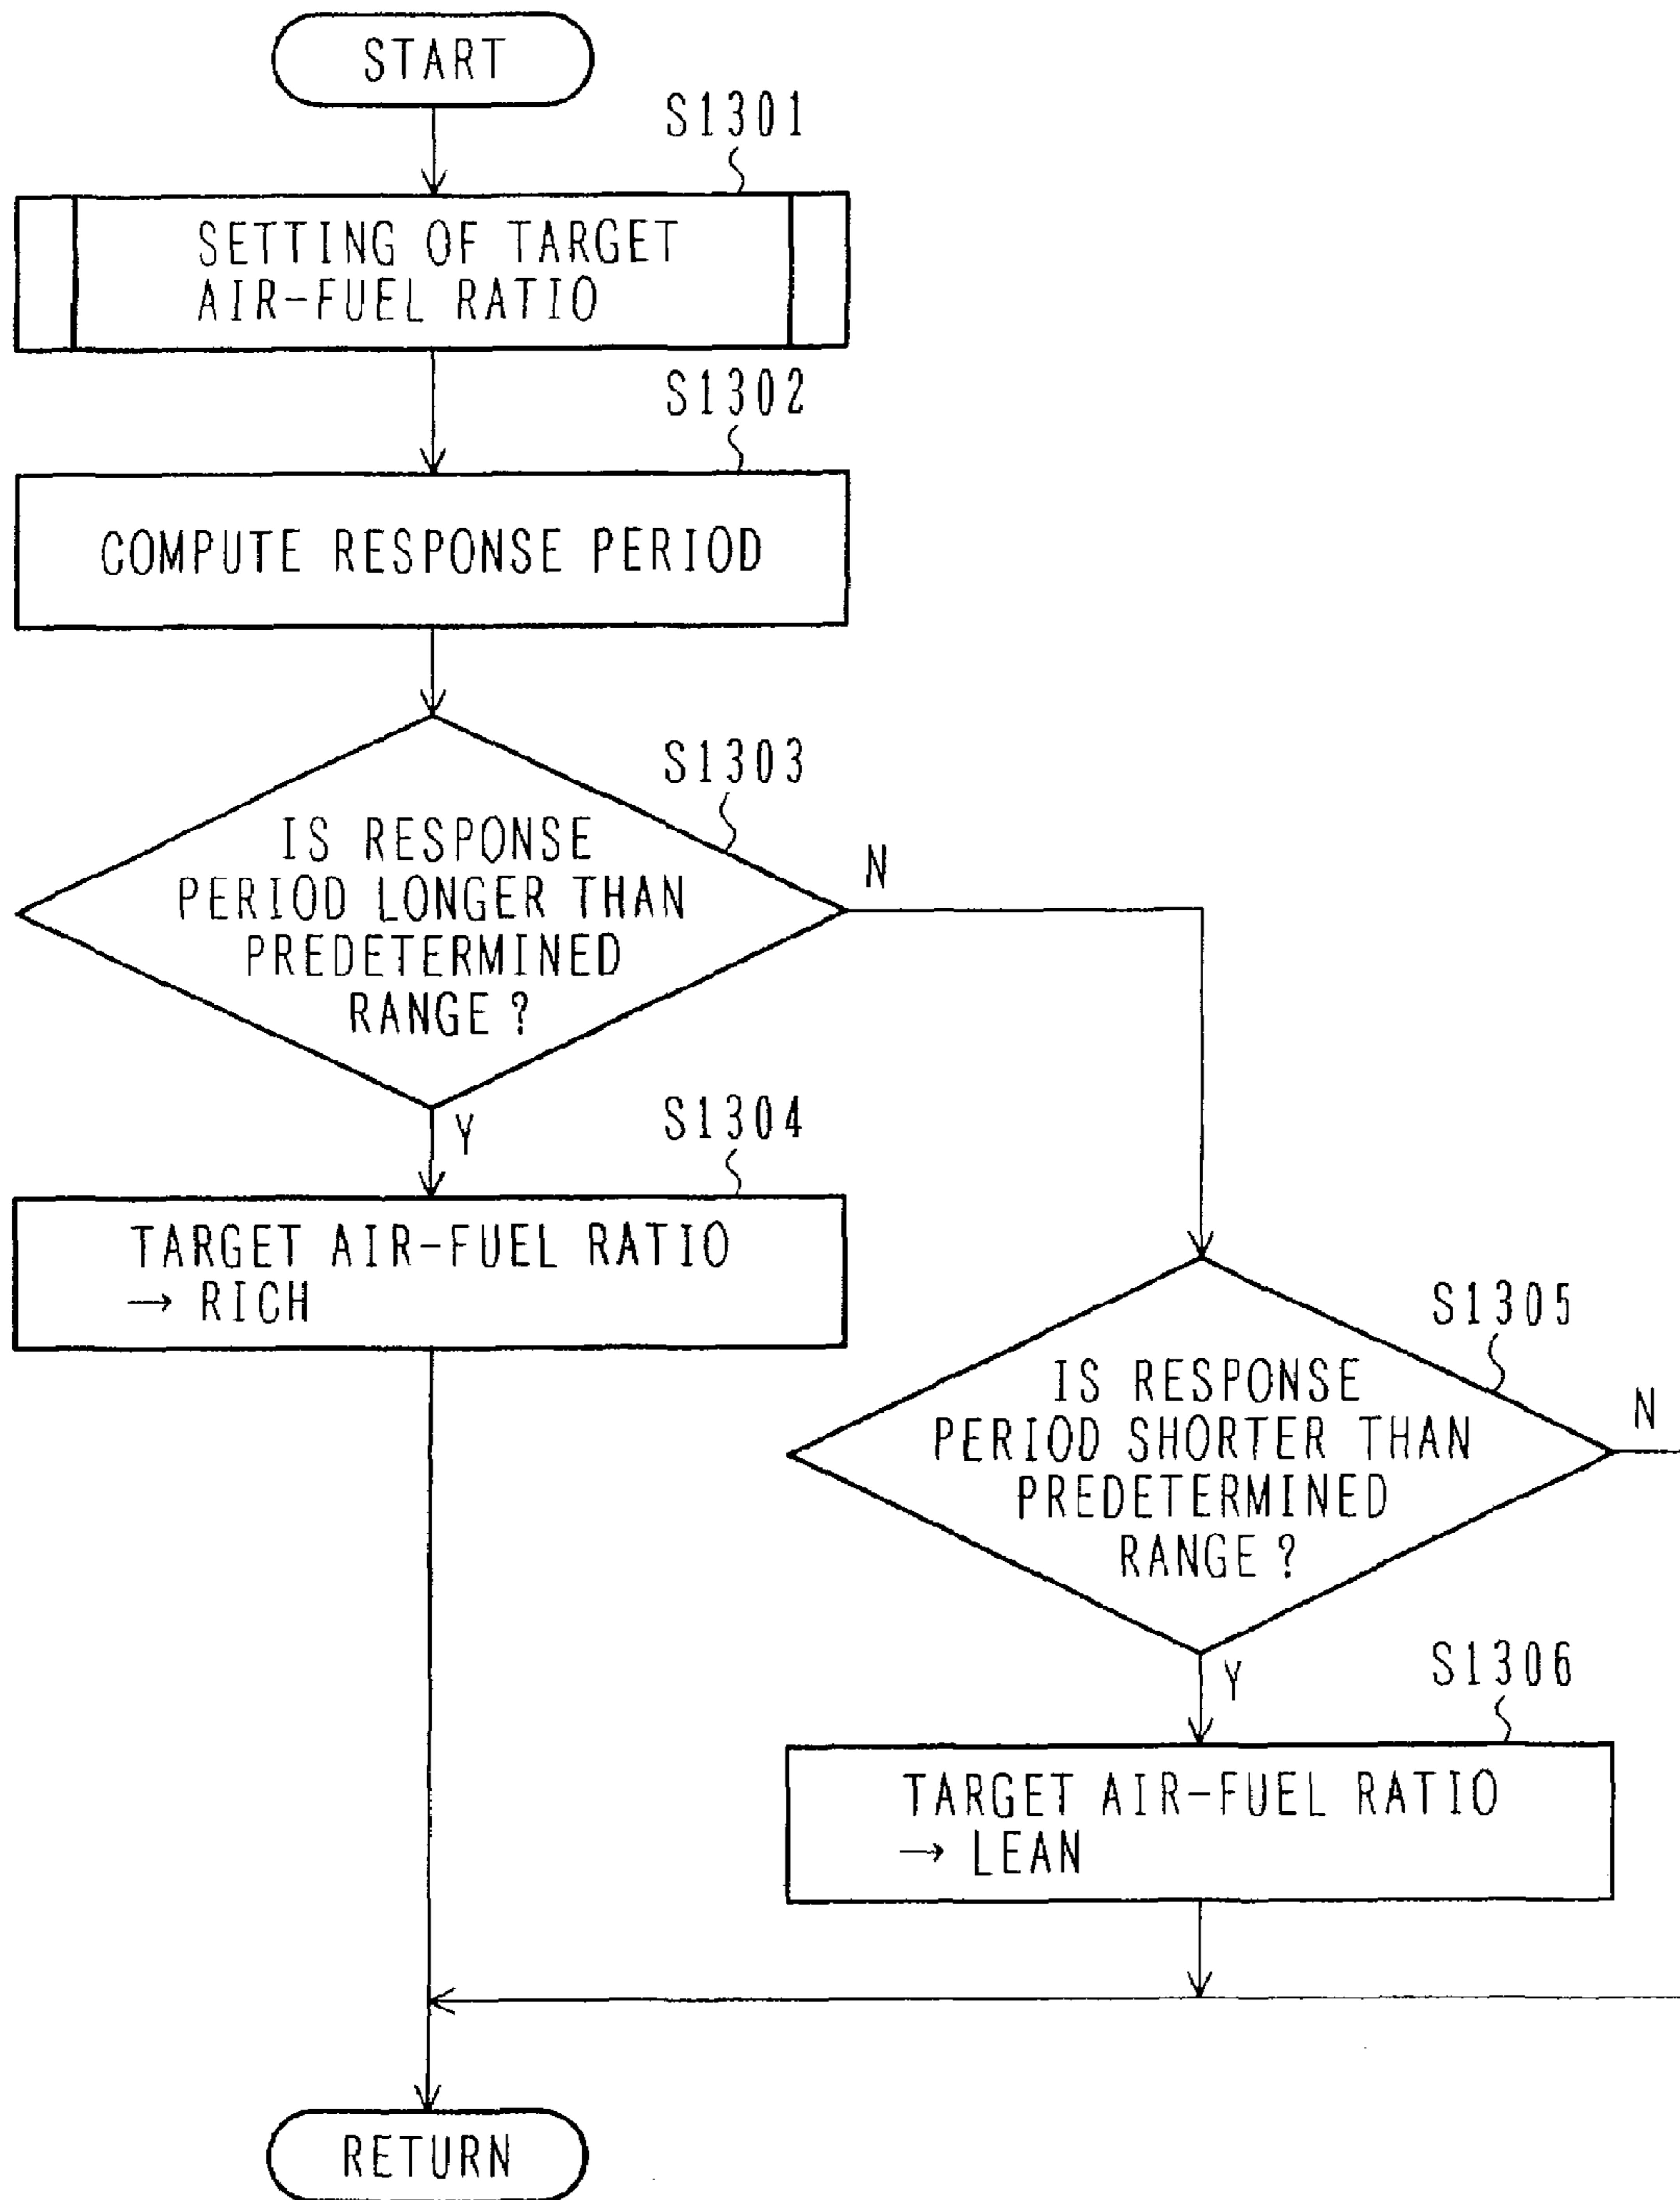 START
S1301
SETTING OF TARGET
AIR-FUEL RATIO
S1302
COMPUTE RESPONSE PERIOD
S1303
IS RESPONSE
PERIOD LONGER THAN
PREDETERMINED
RANGE?
N
Y
S1304
TARGET AIR-FUEL RATIO
→ RICH
S1305
IS RESPONSE
PERIOD SHORTER THAN
PREDETERMINED
RANGE?
N
Y
S1306
TARGET AIR-FUEL RATIO
→ LEAN
RETURN